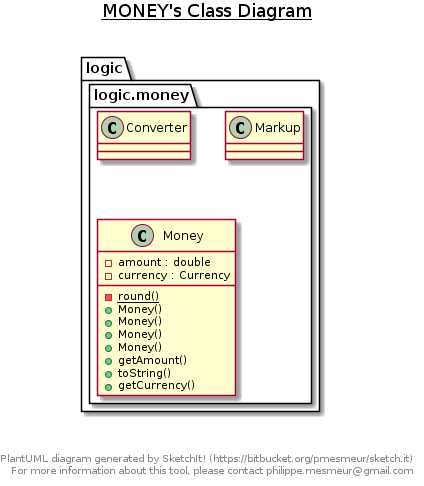 MONEY's Class Diagram
logic
logic.money
C Converter
C Markup
C Money
amount : double
currency : Currency
round()
Money()
Money()
Money()
Money()
getAmount()
toString()
getCurrency()
PlantUML diagram generated by SketchIt! (https://bitbucket.org/pmesmeur/sketch.it)
For more information about this tool, please contact philippe.mesmeur@gmail.com